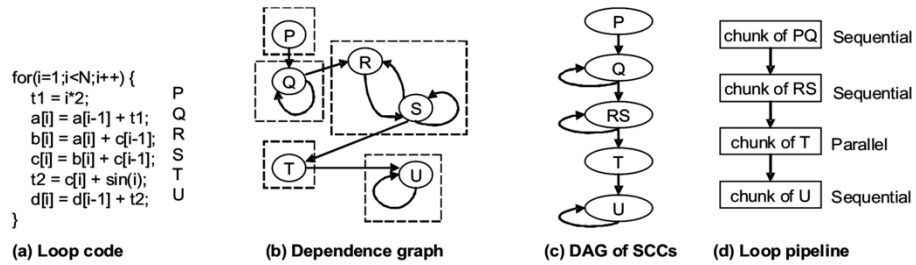 for(i=1;i<N;i++) {
t1 = i*2; P
a[i] = a[i-1] + t1; Q
b[i] = a[i] + c[i-1]; R
c[i] = b[i] + c[i-1]; S
t2 = c[i] + sin(i); T
d[i] = d[i-1] + t2; U
}
(a) Loop code
P
Q
R
S
T
U
(b) Dependence graph
P
Q
RS
T
U
(c) DAG of SCCs
chunk of PQ Sequential
chunk of RS Sequential
chunk of T Parallel
chunk of U Sequential
(d) Loop pipeline